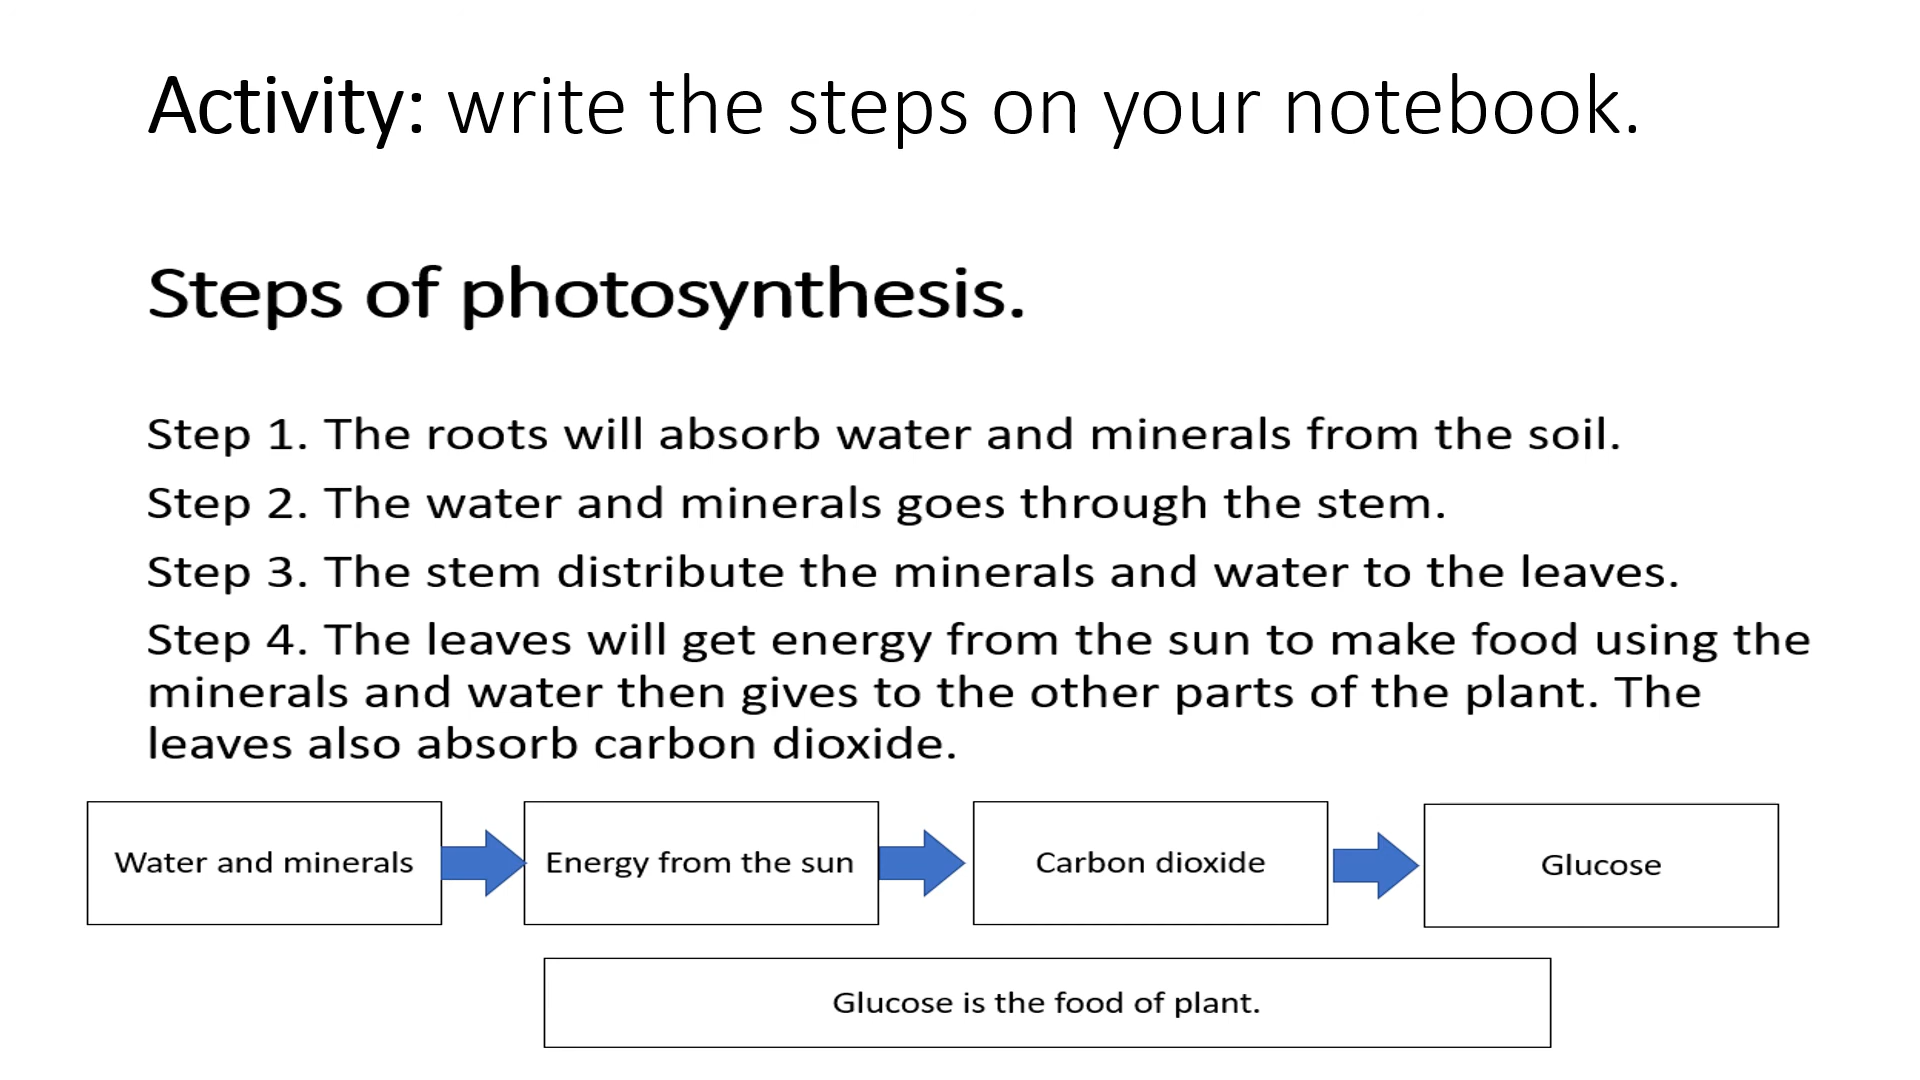 Activity: write the steps on your notebook.
Steps of photosynthesis.
Step 1. The roots will absorb water and minerals from the soil.
Step 2. The water and minerals goes through the stem.
Step 3. The stem distribute the minerals and water to the leaves.
Step 4. The leaves will get energy from the sun to make food using the
minerals and water then gives to the other parts of the plant. The
leaves also absorb carbon dioxide.
Water and minerals
Energy from the sun
Carbon dioxide
Glucose
Glucose is the food of plant.